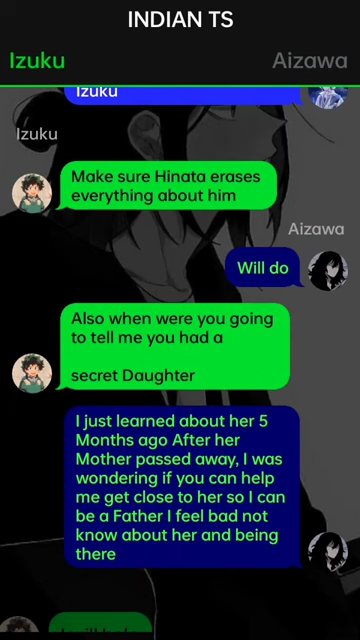 INDIAN TS
Izuku
Aizawa
Izuku
Izuku
Make sure Hinata erases
everything about him
Aizawa
Will do
Also when were you going
to tell me you had a
secret Daughter
I just learned about her 5
Months ago After her
Mother passed away, I was
wondering if you can help
me get close to her so I can
be a Father I feel bad not
know about her and being
there